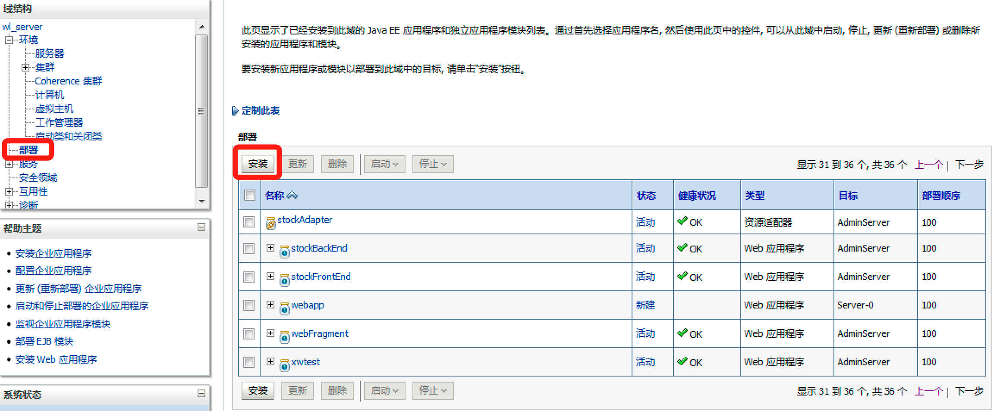 域结构
wl_server
环境
服务器
集群
Coherence 集群
计算机
虚拟主机
工作管理器
启动类和关闭类
部署
服务
安全领域
互用性
诊断
帮助主题
安装企业应用程序
配置企业应用程序
更新 (重新部署) 企业应用程序
启动和停止部署的企业应用程序
监视企业应用程序模块
部署 EJB 模块
安装 Web 应用程序
系统状态
此页显示了已经安装到此域的 Java EE 应用程序和独立应用程序模块列表。通过首先选择应用程序名, 然后使用此页中的控件, 可以从此域中启动, 停止, 更新 (重新部署) 或删除所
安装的应用程序和模块。
要安装新应用程序或模块以部署到此域中的目标, 请单击"安装"按钮。
定制此表
部署
安装 更新 删除 启动 停止 显示 31 到 36 个, 共 36 个 上一个 | 下一步
名称 状态 健康状况 类型 目标 部署顺序
stockAdapter 活动 OK 资源适配器 AdminServer 100
stockBackEnd 活动 OK Web 应用程序 AdminServer 100
stockFrontEnd 活动 OK Web 应用程序 AdminServer 100
webapp 新建 Web 应用程序 Server-0 100
webFragment 活动 OK Web 应用程序 AdminServer 100
xwtest 活动 OK Web 应用程序 AdminServer 100
安装 更新 删除 启动 停止 显示 31 到 36 个, 共 36 个 上一个 | 下一步